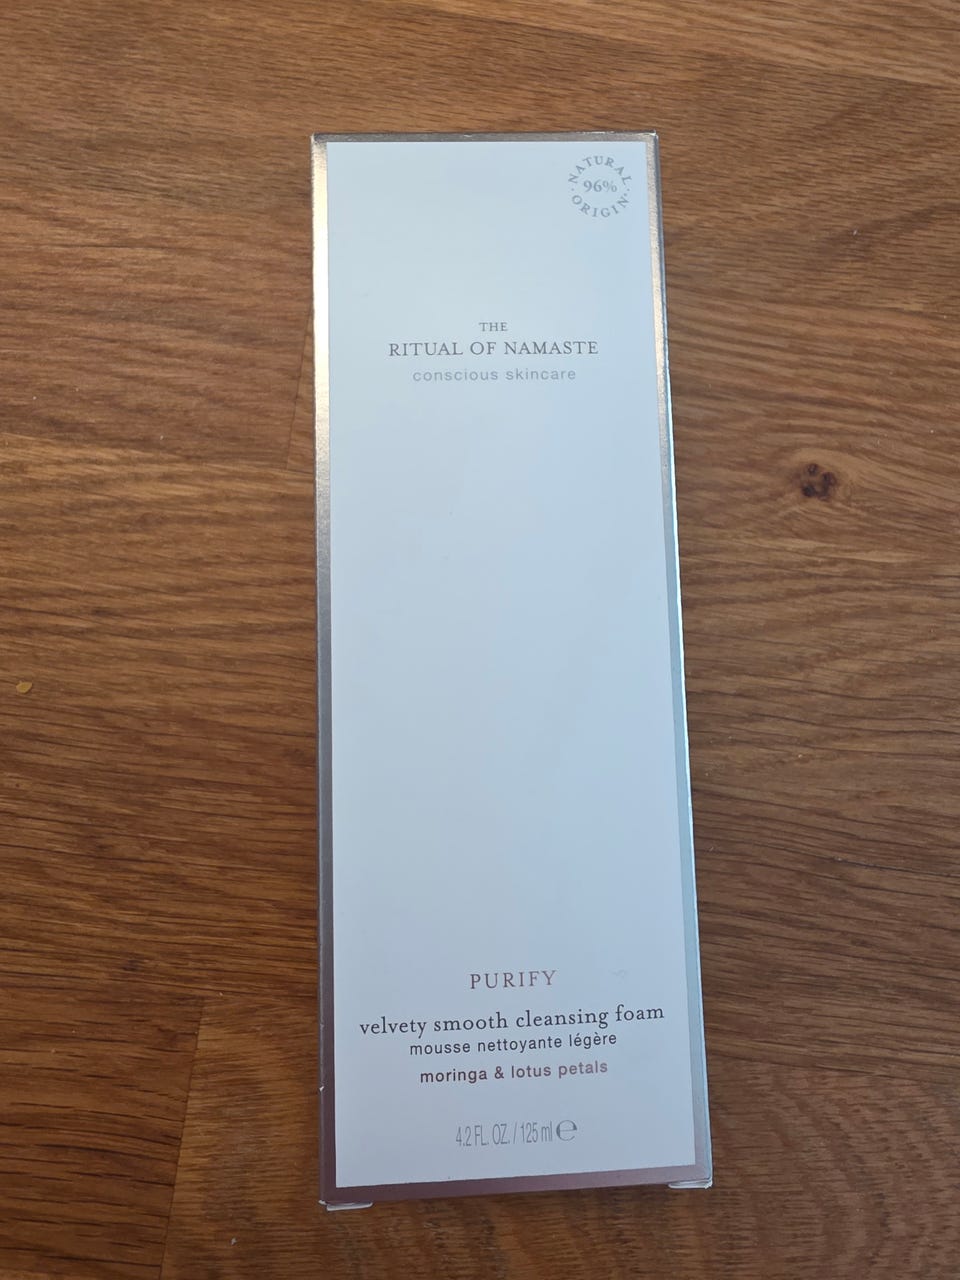 NATURAL
96%
ORIGIN
THE
RITUAL OF NAMASTE
conscious skincare
PURIFY
velvety smooth cleansing foam
mousse nettoyante légère
moringa & lotus petals
4.2 FL. OZ. / 125 ml ℮